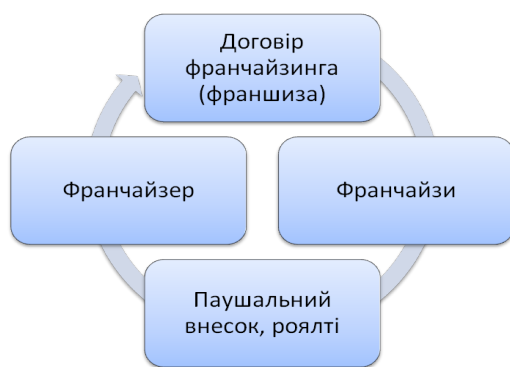 Договір
франчайзинга
(франшиза)
Франчайзер
Франчайзи
Паушальний
внесок, роялті